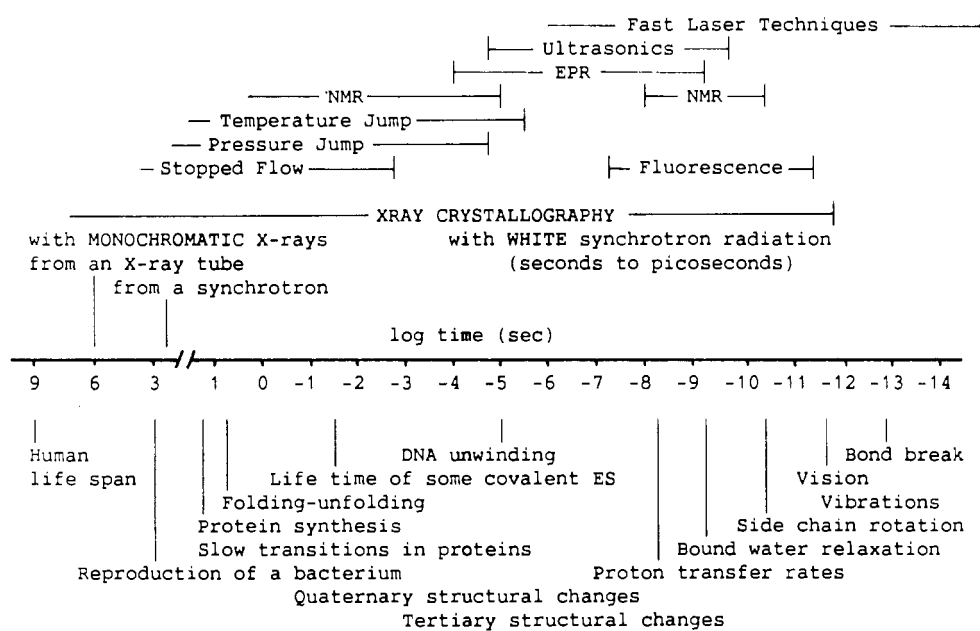 Fast Laser Techniques
Ultrasonics
EPR
NMR NMR
Temperature Jump
Pressure Jump
Stopped Flow Fluorescence
XRAY CRYSTALLOGRAPHY
with MONOCHROMATIC X-rays with WHITE synchrotron radiation
from an X-ray tube (seconds to picoseconds)
from a synchrotron
log time (sec)
9 6 3 1 0 -1 -2 -3 -4 -5 -6 -7 -8 -9 -10 -11 -12 -13 -14
Human DNA unwinding Bond break
life span Life time of some covalent ES Vision
Folding-unfolding Vibrations
Protein synthesis Side chain rotation
Slow transitions in proteins Bound water relaxation
Reproduction of a bacterium Proton transfer rates
Quaternary structural changes
Tertiary structural changes